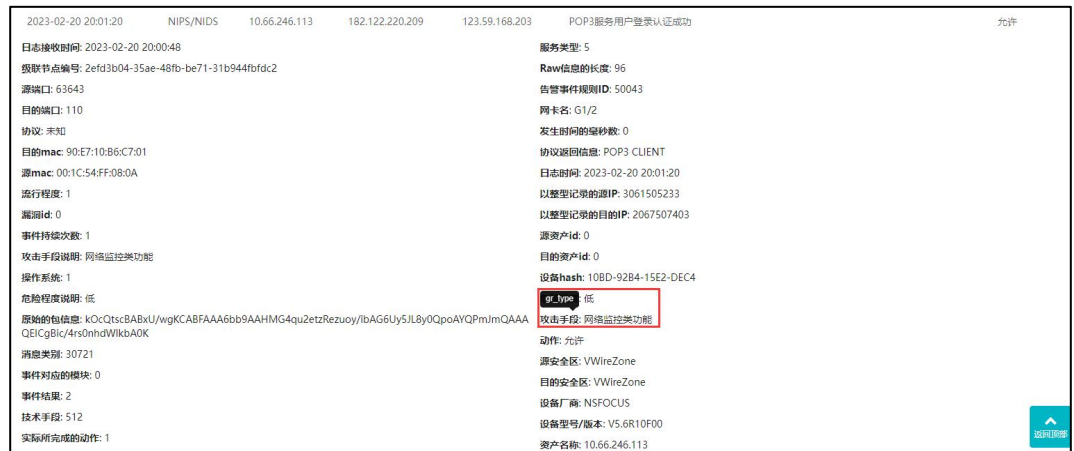 2023-02-20 20:01:20 NIPS/NIDS 10.66.246.113 182.122.220.209 123.59.168.203 POP3服务用户登录认证成功 允许
日志接收时间: 2023-02-20 20:00:48
服务类型: 5
级联节点编号: 2efd3b04-35ae-48fb-be71-31b944fbfdc2
Raw信息的长度: 96
源端口: 63643
告警事件规则ID: 50043
目的端口: 110
网卡名: G1/2
协议: 未知
发生时间的毫秒数: 0
目的mac: 90:E7:10:B6:C7:01
协议返回信息: POP3 CLIENT
源mac: 00:1C:54:FF:08:0A
日志时间: 2023-02-20 20:01:20
流行程度: 1
以整型记录的源IP: 3061505233
漏洞id: 0
以整型记录的目的IP: 2067507403
事件持续次数: 1
源资产id: 0
攻击手段说明: 网络监控类功能
目的资产id: 0
操作系统: 1
设备hash: 10BD-92B4-15E2-DEC4
危险程度说明: 低
gr_type : 低
原始的包信息: kOcQtscBABxU/wgKCABFAAA6bb9AAHMG4qu2etzRezuoy/ibAG6Uy5JL8y0QpoAYQPmJmQAAA
QEICgBic/4rs0nhdWlkbA0K
攻击手段: 网络监控类功能
动作: 允许
消息类别: 30721
源安全区: VWireZone
事件对应的模块: 0
目的安全区: VWireZone
事件结果: 2
设备厂商: NSFOCUS
技术手段: 512
设备型号/版本: V5.6R10F00
实际所完成的动作: 1
资产名称: 10.66.246.113
返回顶部